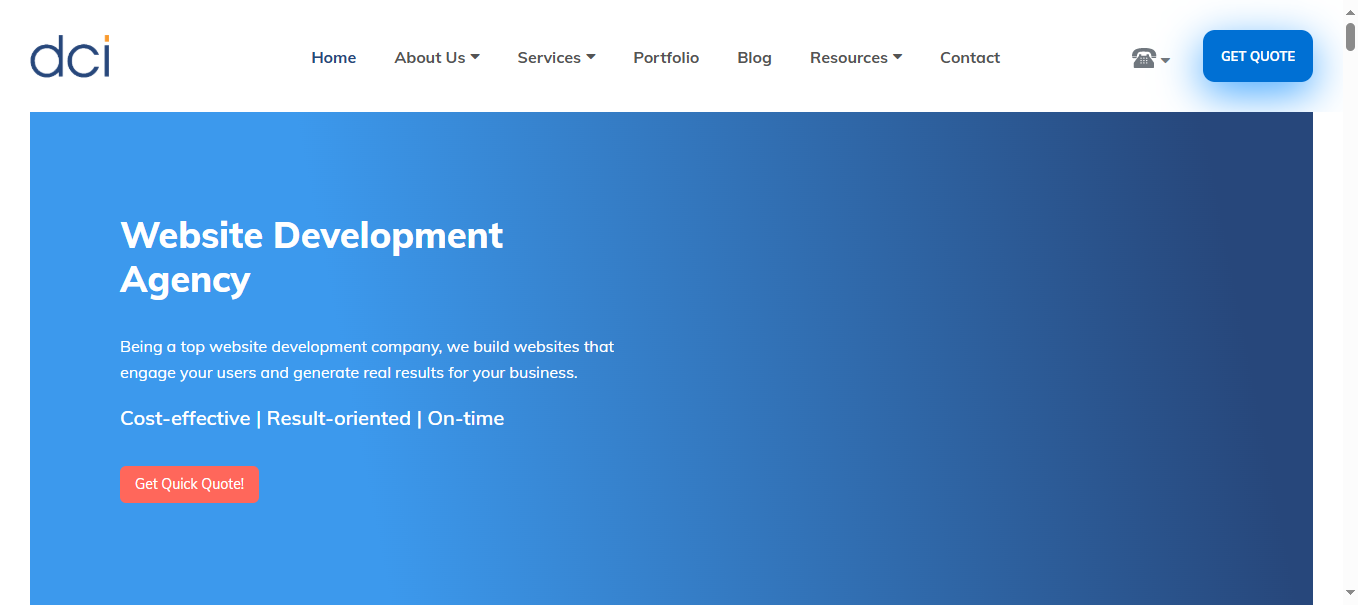 dci
Home About Us Services Portfolio Blog Resources Contact GET QUOTE
Website Development
Agency
Being a top website development company, we build websites that
engage your users and generate real results for your business.
Cost-effective | Result-oriented | On-time
Get Quick Quote!